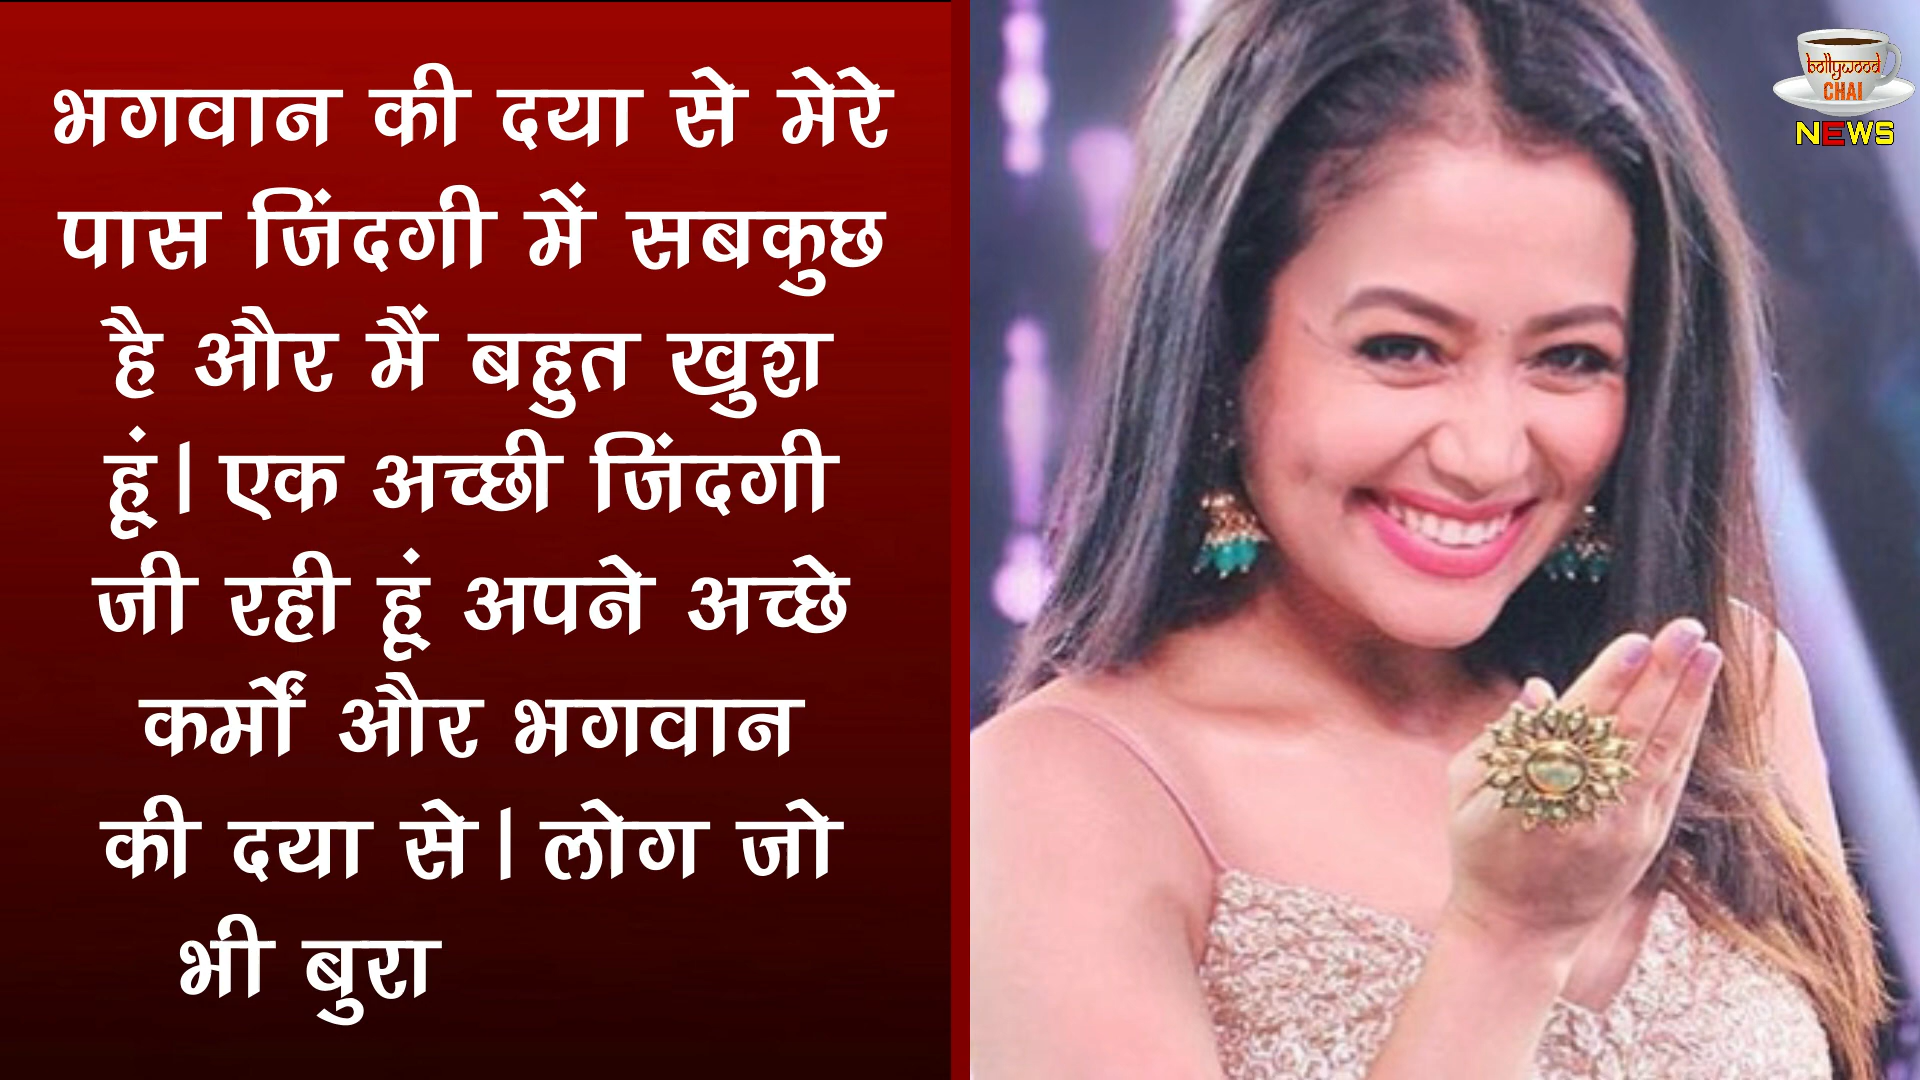 भगवान की दया से मेरे
पास जिंदगी में सबकुछ
है और मैं बहुत खुश
हूं। एक अच्छी जिंदगी
जी रही हूं अपने अच्छे
कर्मों और भगवान
की दया से। लोग जो
भी बुरा
bollywood
CHAI
NEWS